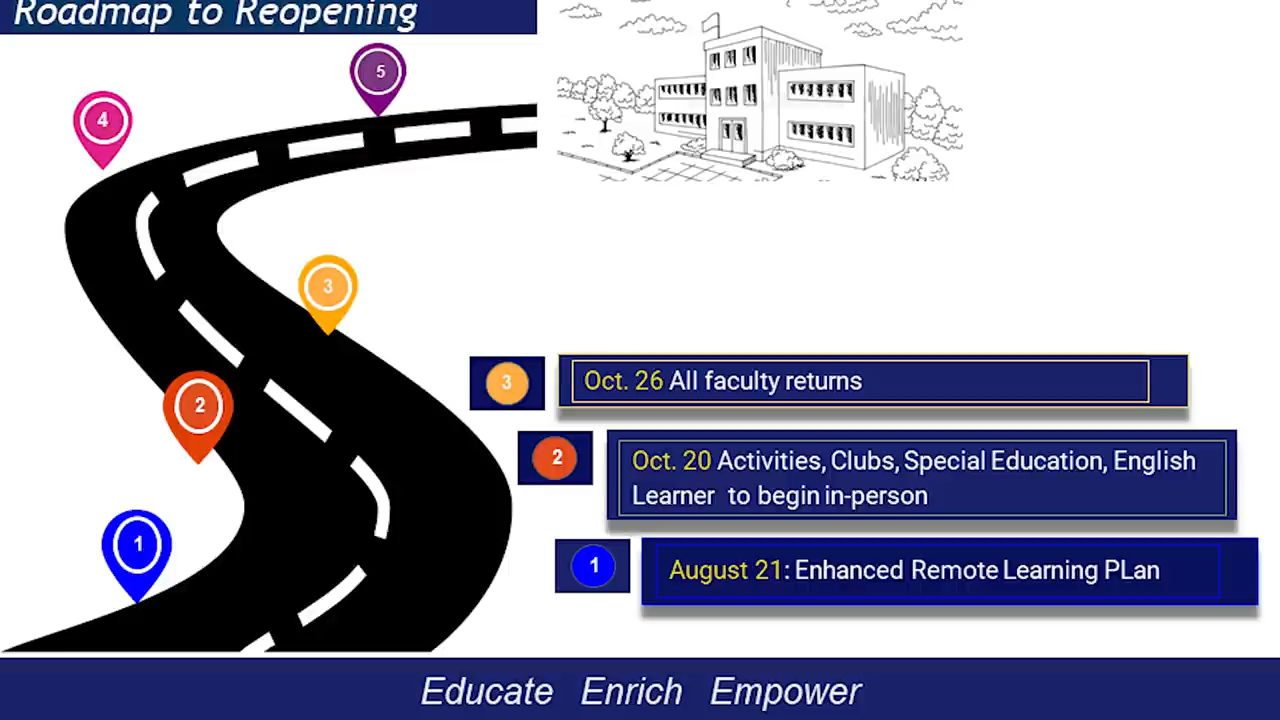 Roadmap to Reopening
5
4
3
2
1
3
Oct. 26 All faculty returns
2
Oct. 20 Activities, Clubs, Special Education, English
Learner to begin in-person
1
August 21: Enhanced Remote Learning PLan
Educate Enrich Empower